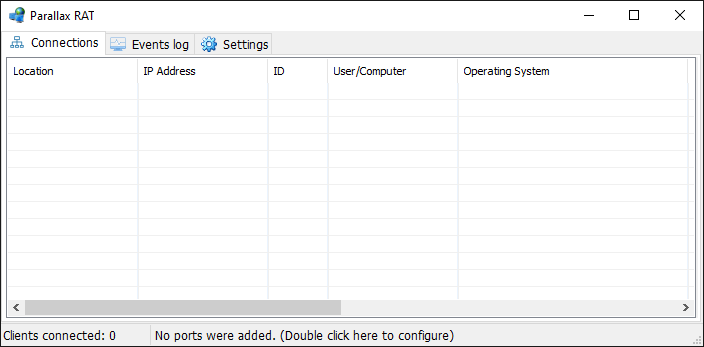 Parallax RAT
Connections Events log Settings
Location IP Address ID User/Computer Operating System
Clients connected: 0 No ports were added. (Double click here to configure)